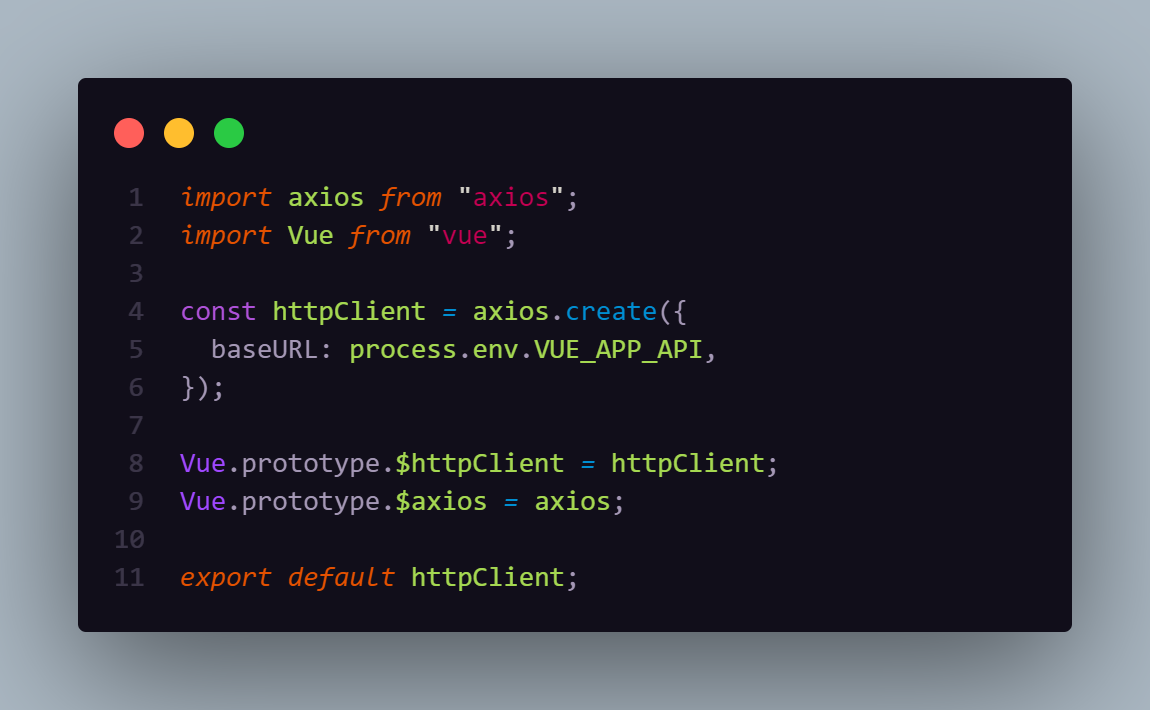 1 import axios from "axios";
2 import Vue from "vue";
3
4 const httpClient = axios.create({
5   baseURL: process.env.VUE_APP_API,
6 });
7
8 Vue.prototype.$httpClient = httpClient;
9 Vue.prototype.$axios = axios;
10
11 export default httpClient;